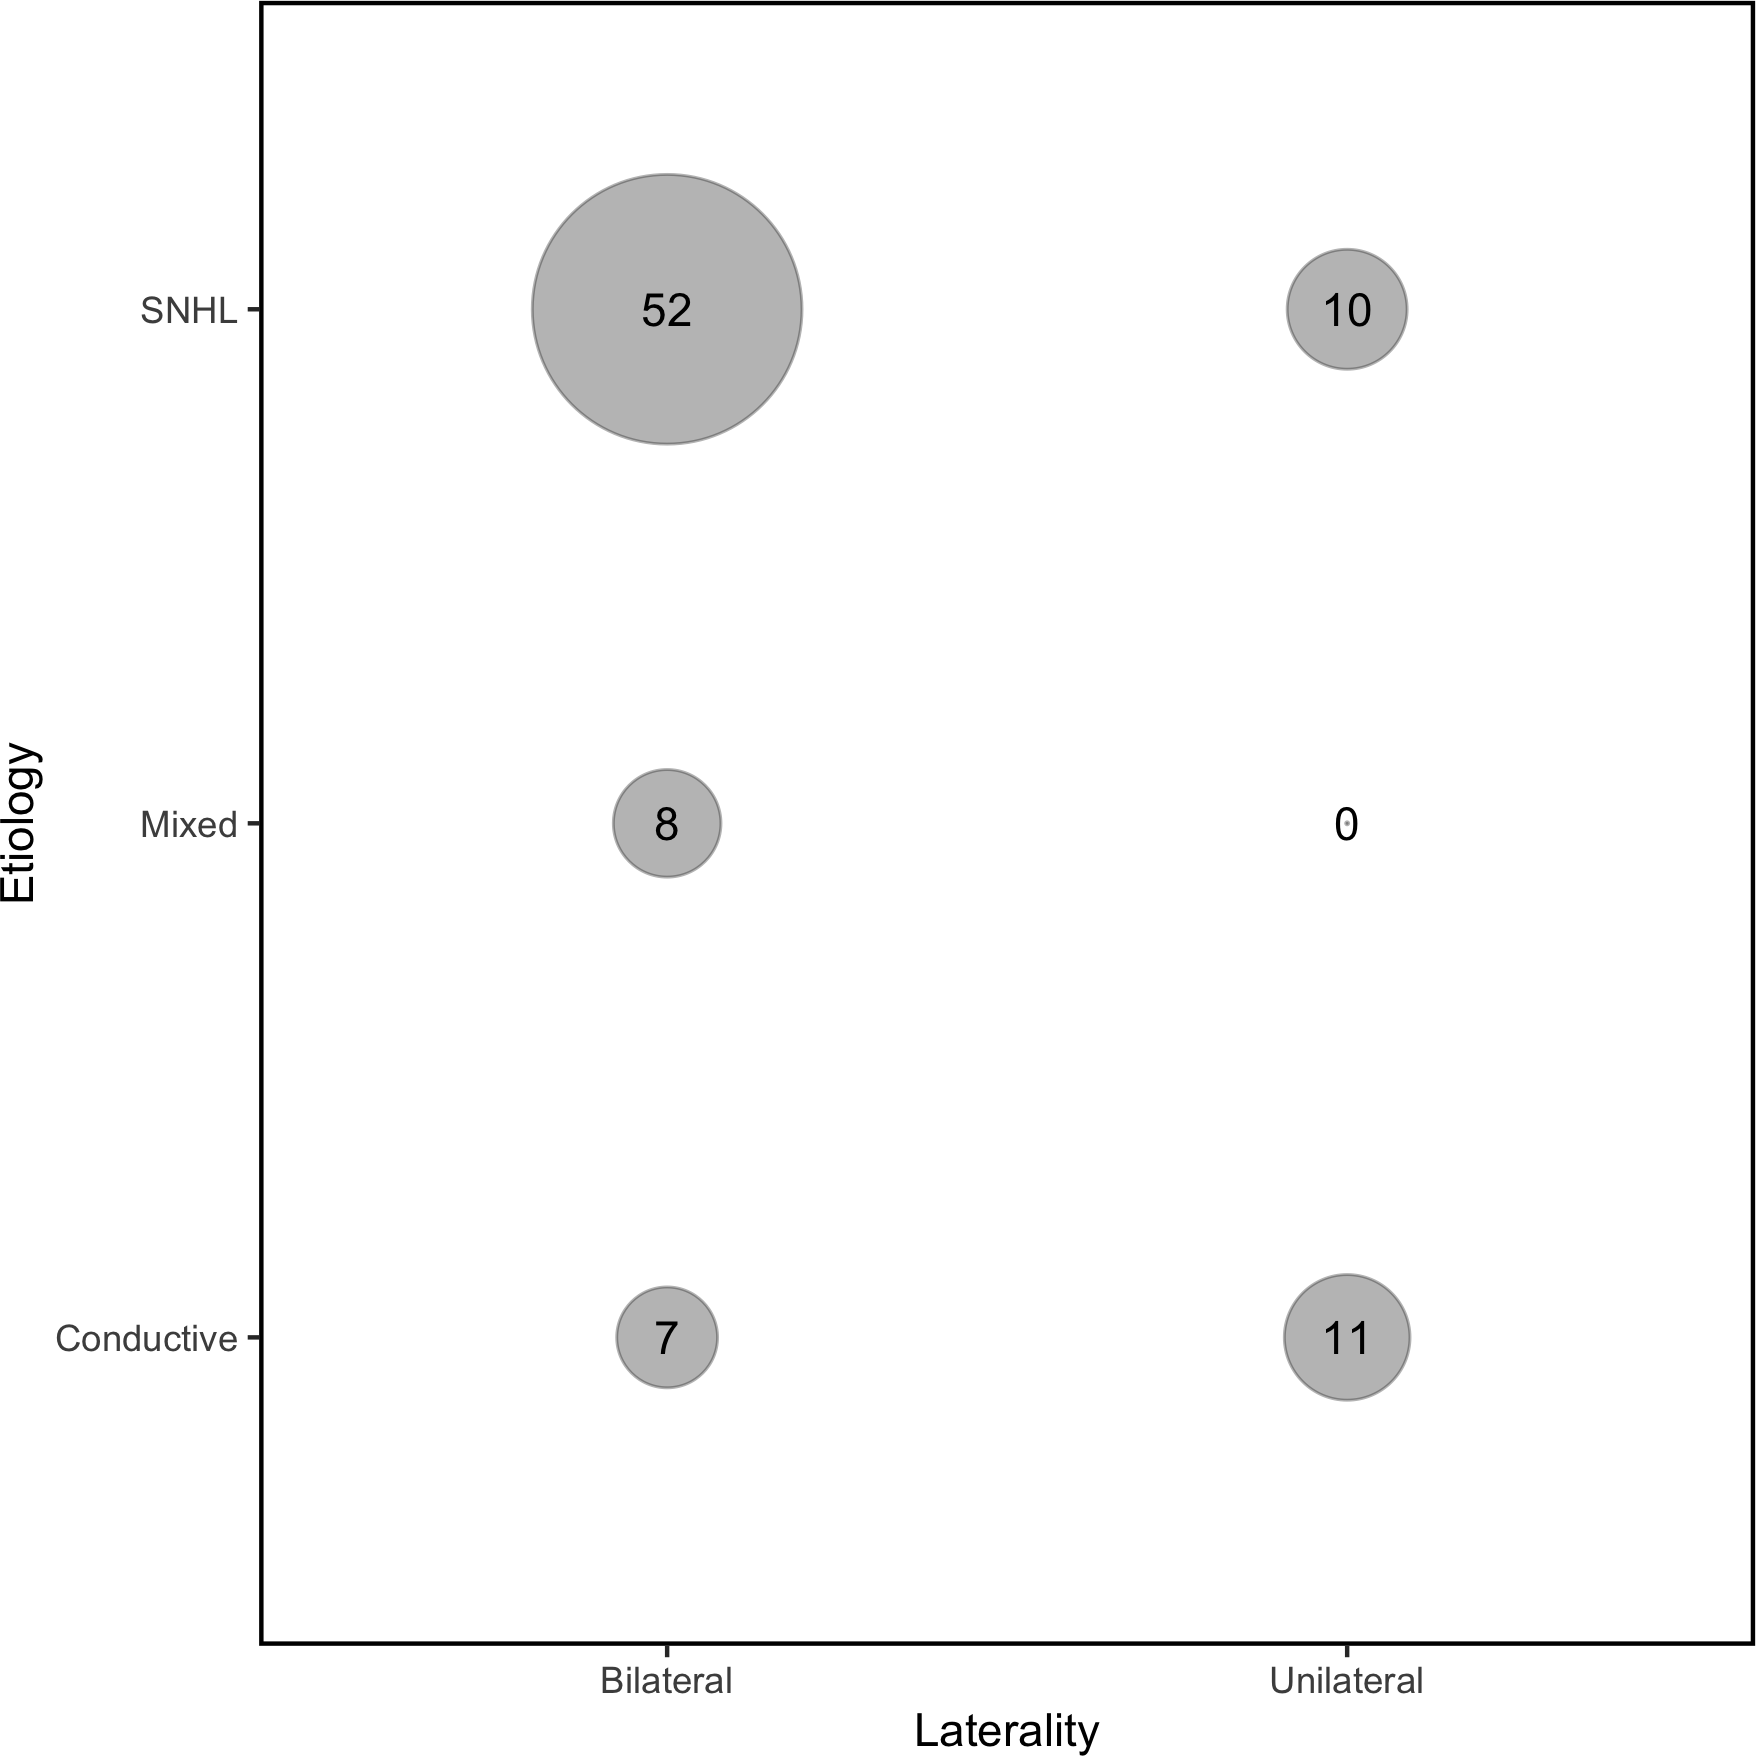 SNHL
52
10
Mixed
8
0
Conductive
7
11
Etiology
Bilateral
Unilateral
Laterality